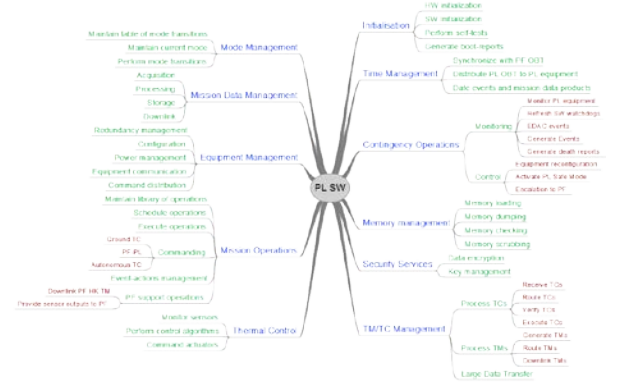 HW initialization
SW initialization
Perform self-tests
Generate boot-reports
Initialisation
Synchronize with PF OBT
Distribute PL OBT to PL equipment
Date events and mission data products
Time Management
Monitor PL equipment
Refresh SW watchdogs
EDAC events
Generate Events
Generate death reports
Monitoring
Equipment reconfiguration
Activate PL Safe Mode
Escalation to PF
Control
Contingency Operations
Memory loading
Memory dumping
Memory checking
Memory scrubbing
Memory management
Data encryption
Key management
Security Services
Receive TCs
Route TCs
Verify TCs
Execute TCs
Process TCs
Generate TMs
Route TMs
Downlink TMs
Process TMs
Large Data Transfer
TM/TC Management
PL SW
Maintain table of mode transitions
Maintain current mode
Perform mode transitions
Mode Management
Acquisition
Processing
Storage
Downlink
Mission Data Management
Redundancy management
Configuration
Power management
Equipment communication
Command distribution
Equipment Management
Maintain library of operations
Schedule operations
Execute operations
Ground TC
PF-PL
Autonomous TC
Commanding
Event-actions management
Downlink PF HK TM
Provide sensor outputs to PF
PF support operations
Mission Operations
Monitor sensors
Perform control algorithms
Command actuators
Thermal Control